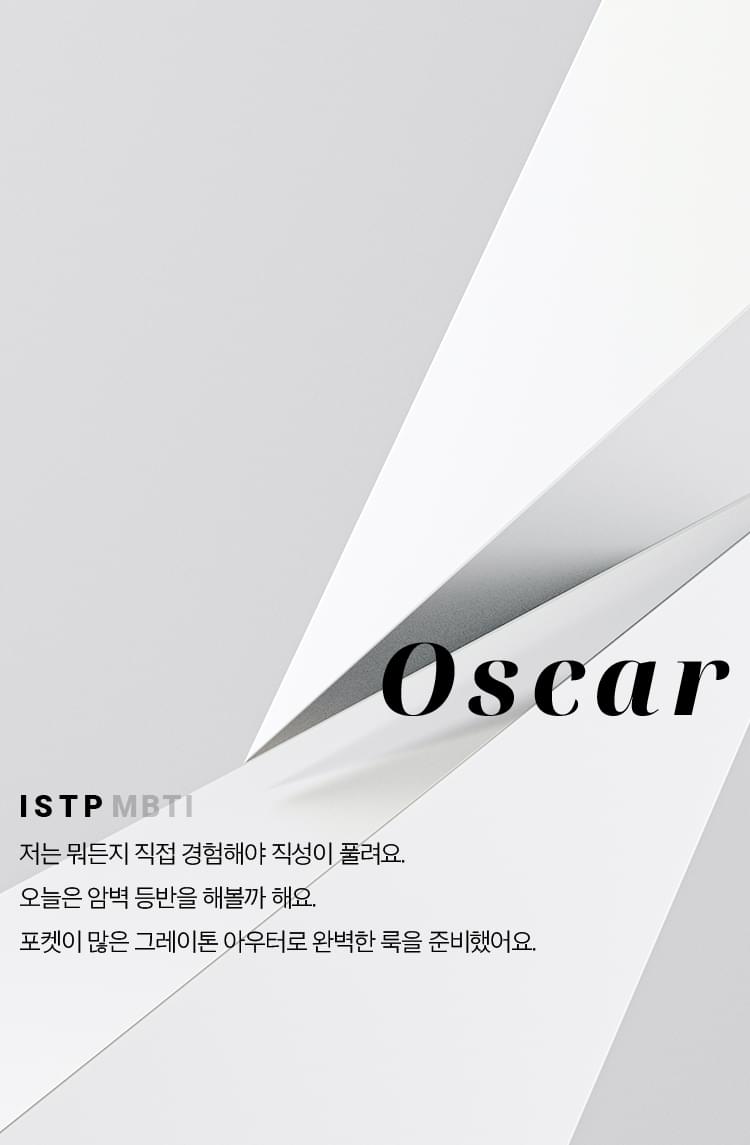 Oscar
ISTP MBTI
저는 뭐든지 직접 경험해야 직성이 풀려요.
오늘은 암벽 등반을 해볼까 해요.
포켓이 많은 그레이톤 아우터로 완벽한 룩을 준비했어요.